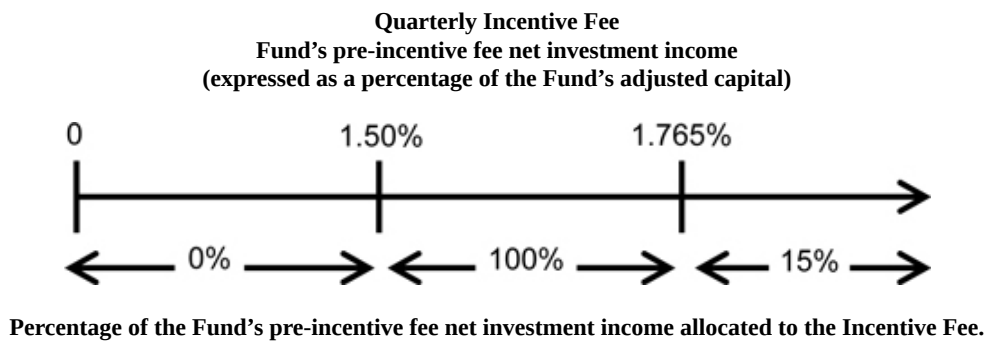 Quarterly Incentive Fee
Fund’s pre-incentive fee net investment income
(expressed as a percentage of the Fund’s adjusted capital)
0 1.50% 1.765%
0% 100% 15%
Percentage of the Fund’s pre-incentive fee net investment income allocated to the Incentive Fee.